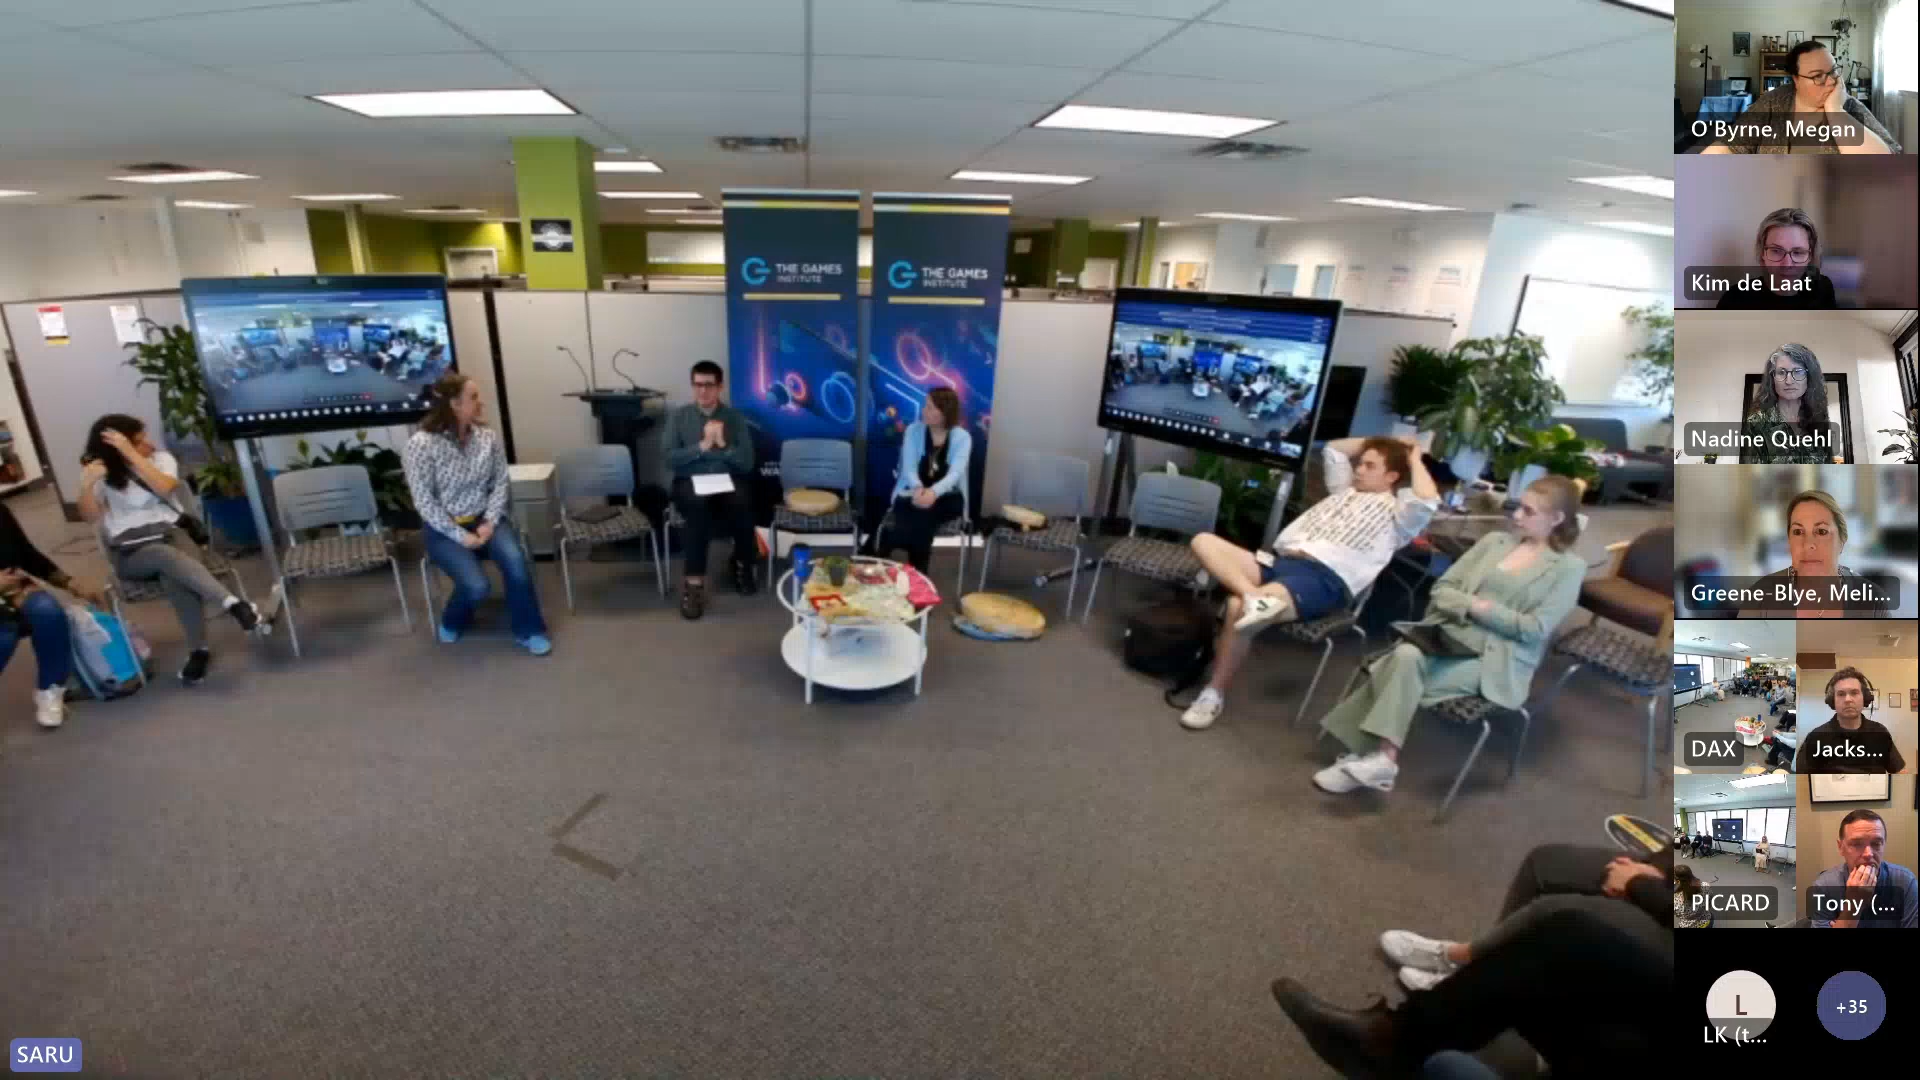 THE GAMES
INSTITUTE
THE GAMES
INSTITUTE
SARU
O'Byrne, Megan
Kim de Laat
Nadine Quehl
Greene-Blye, Meli...
DAX
Jacks...
PICARD
Tony (...
L
LK (t...
+35